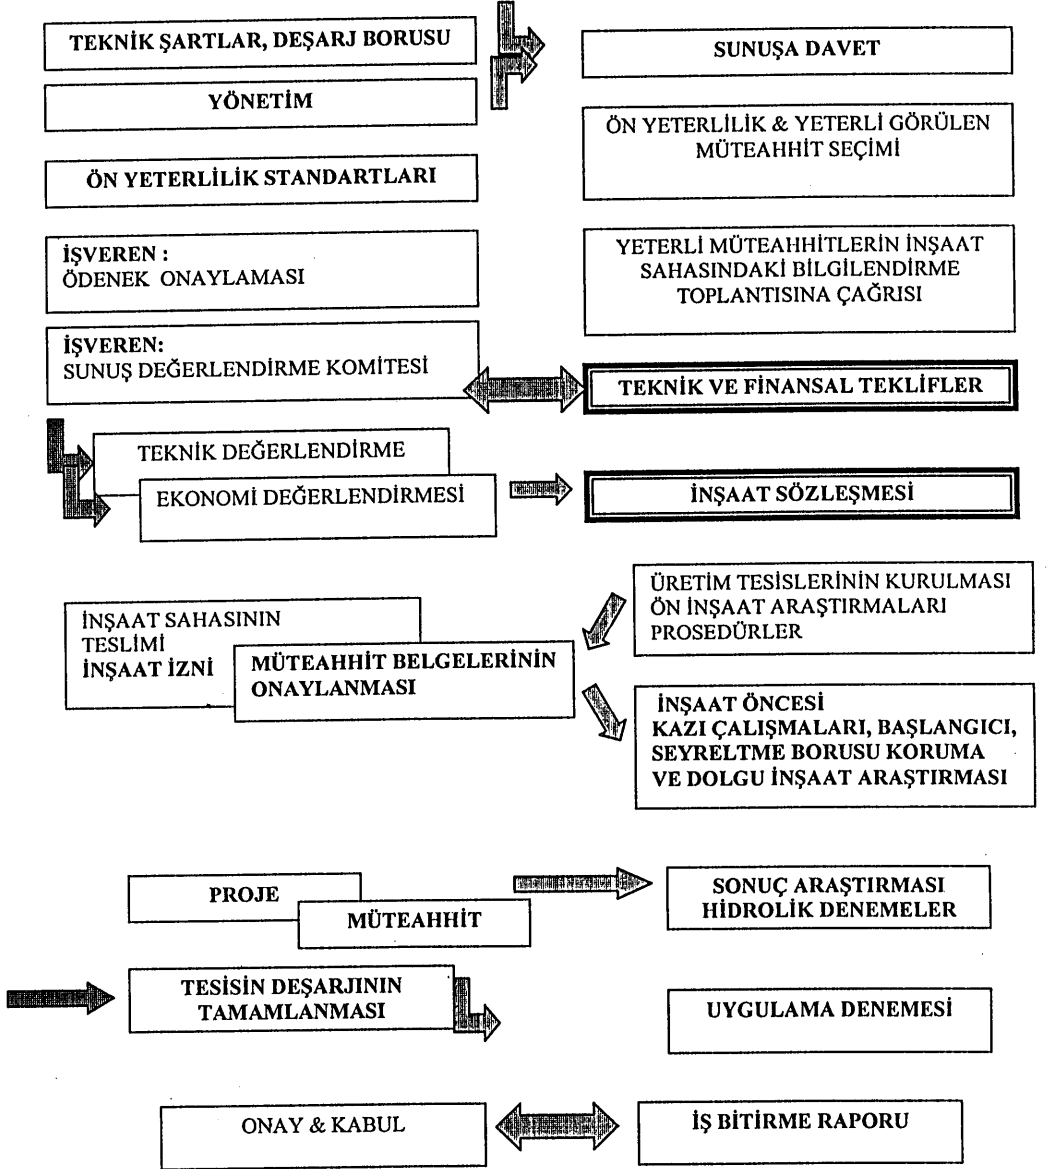 TEKNİK ŞARTLAR, DEŞARJ BORUSU
SUNUŞA DAVET
YÖNETİM
ÖN YETERLİLİK & YETERLİ GÖRÜLEN
MÜTEAHHİT SEÇİMİ
ÖN YETERLİLİK STANDARTLARI
İŞVEREN :
ÖDENEK ONAYLAMASI
YETERLİ MÜTEAHHİTLERİN İNŞAAT
SAHASINDAKİ BİLGİLENDİRME
TOPLANTISINA ÇAĞRISI
İŞVEREN:
SUNUŞ DEĞERLENDİRME KOMİTESİ
TEKNİK VE FİNANSAL TEKLİFLER
TEKNİK DEĞERLENDİRME
EKONOMİ DEĞERLENDİRMESİ
İNŞAAT SÖZLEŞMESİ
ÜRETİM TESİSLERİNİN KURULMASI
ÖN İNŞAAT ARAŞTIRMALARI
PROSEDÜRLER
İNŞAAT SAHASININ
TESLİMİ
İNŞAAT İZNİ
MÜTEAHHİT BELGELERİNİN
ONAYLANMASI
İNŞAAT ÖNCESİ
KAZI ÇALIŞMALARI, BAŞLANGICI,
SEYRELTME BORUSU KORUMA
VE DOLGU İNŞAAT ARAŞTIRMASI
PROJE
MÜTEAHHİT
SONUÇ ARAŞTIRMASI
HİDROLİK DENEMELER
TESİSİN DEŞARJININ
TAMAMLANMASI
UYGULAMA DENEMESİ
ONAY & KABUL
İŞ BİTİRME RAPORU